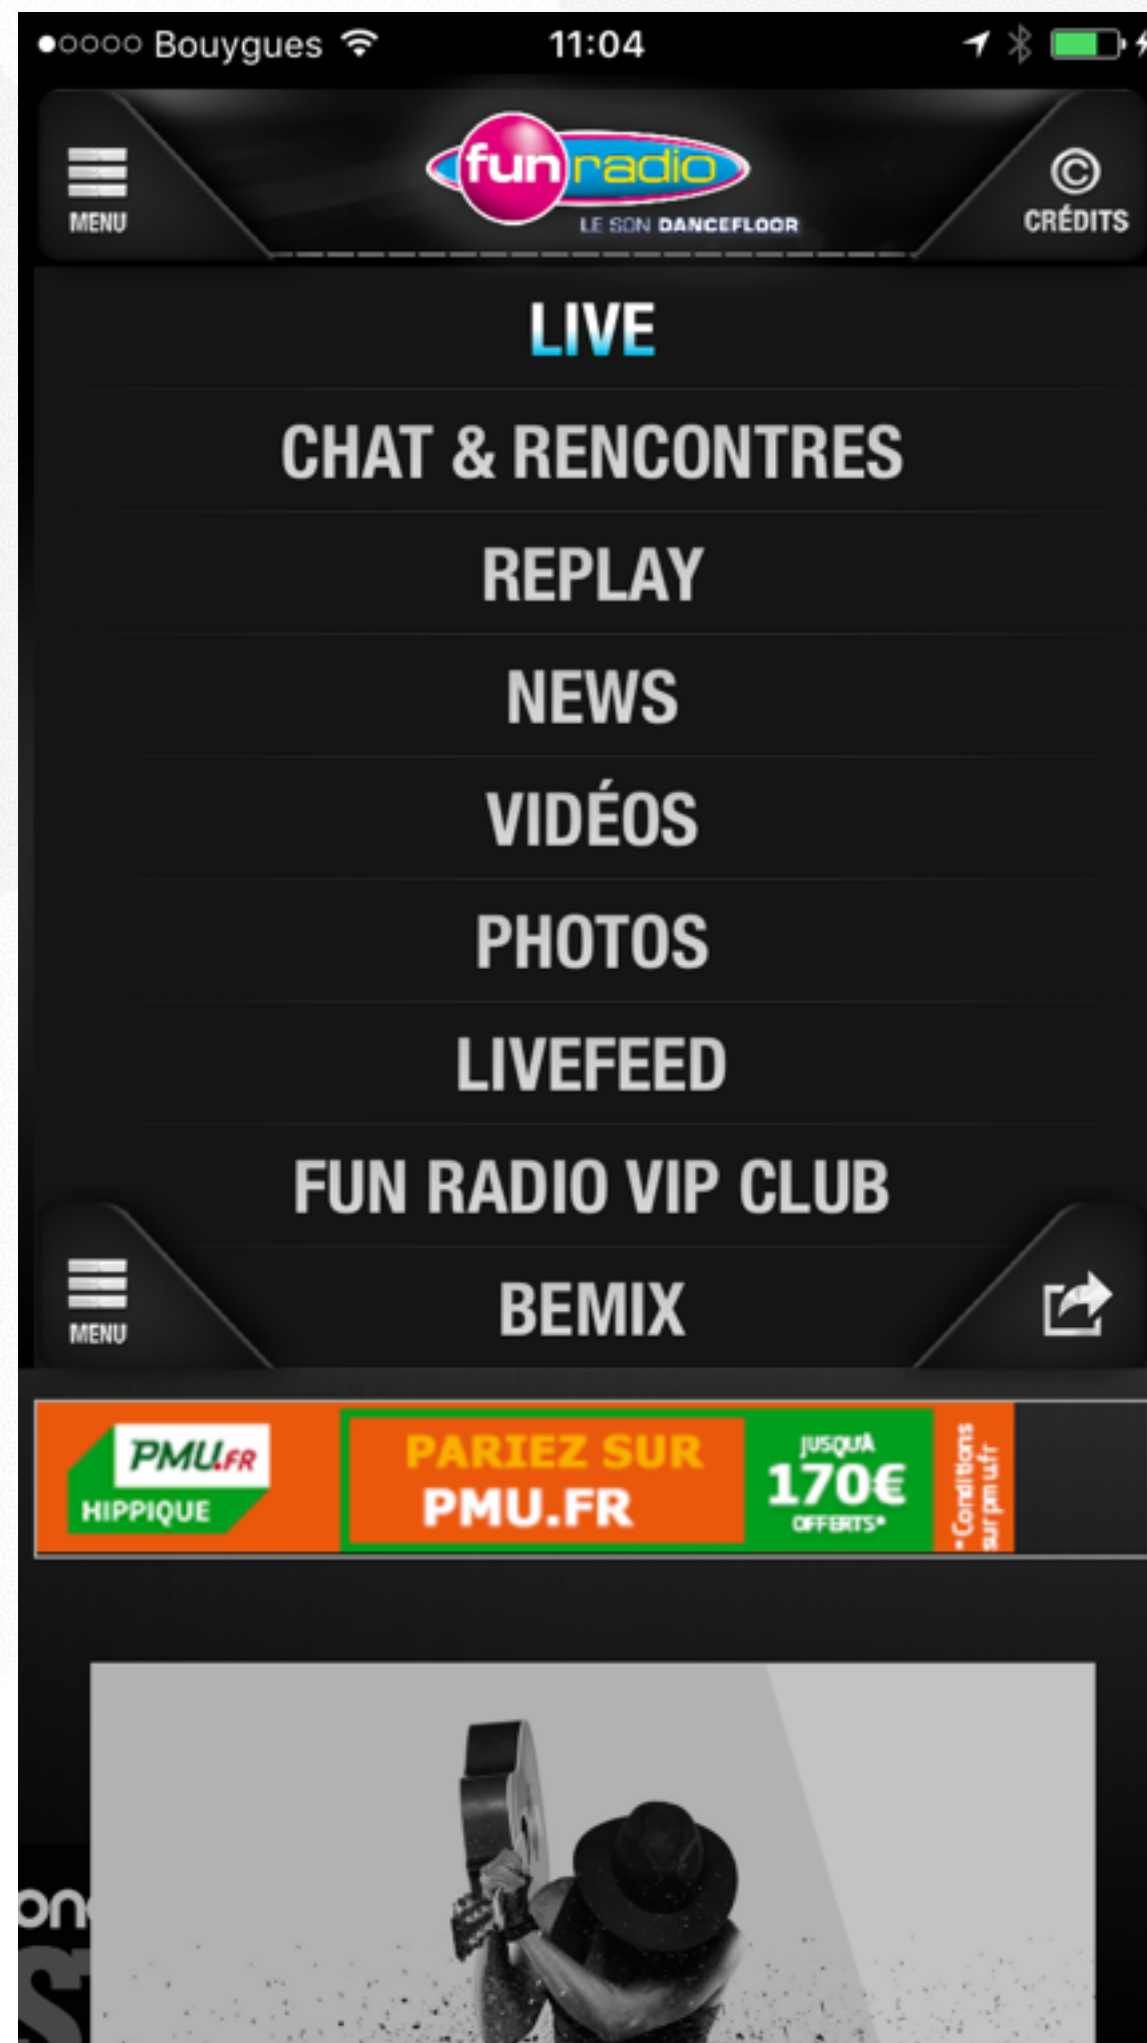 Bouygues 11:04
MENU
fun radio
LE SON DANCEFLOOR
© CRÉDITS
LIVE
CHAT & RENCONTRES
REPLAY
NEWS
VIDÉOS
PHOTOS
LIVEFEED
FUN RADIO VIP CLUB
BEMIX
MENU
PMU.FR
HIPPIQUE
PARIEZ SUR
PMU.FR
JUSQU'À
170€
OFFERTS*
*Conditions
sur pmu.fr